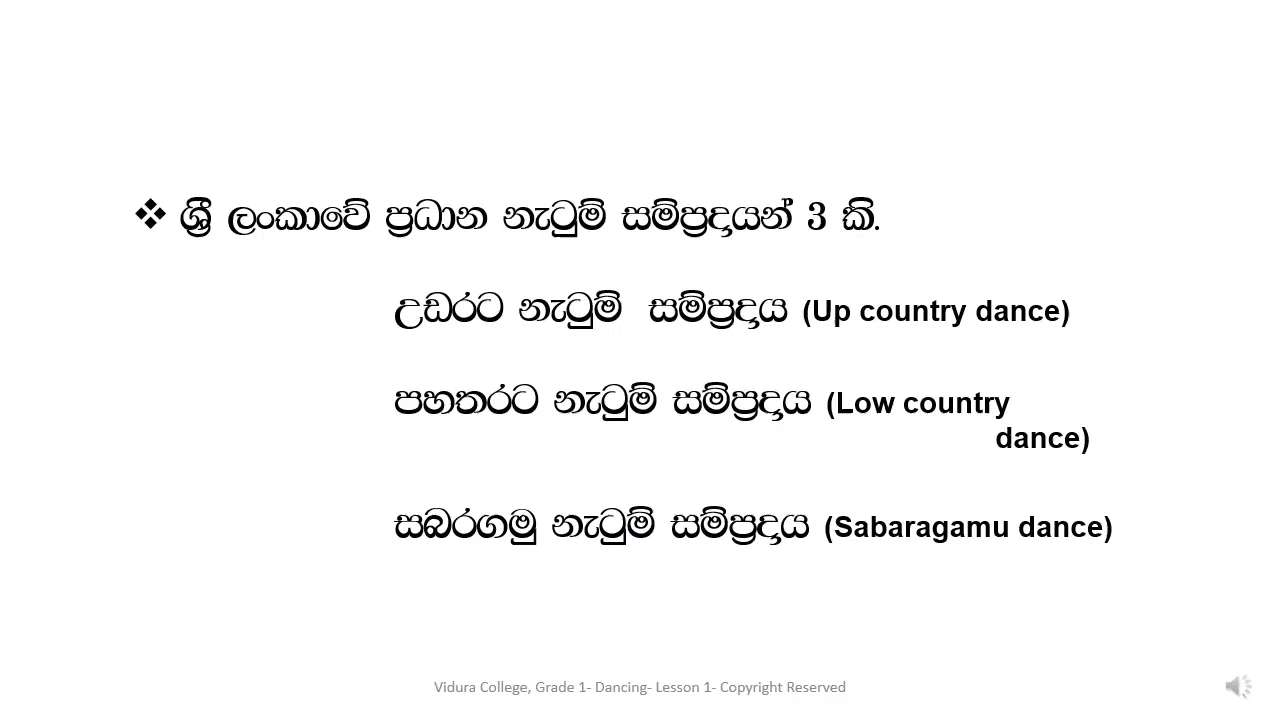 ❖ ශ්‍රී ලංකාවේ ප්‍රධාන නැටුම් සම්ප්‍රදායන් 3 කි.
උඩරට නැටුම් සම්ප්‍රදාය (Up country dance)
පහතරට නැටුම් සම්ප්‍රදාය (Low country
dance)
සබරගමු නැටුම් සම්ප්‍රදාය (Sabaragamu dance)
Vidura College, Grade 1- Dancing- Lesson 1- Copyright Reserved